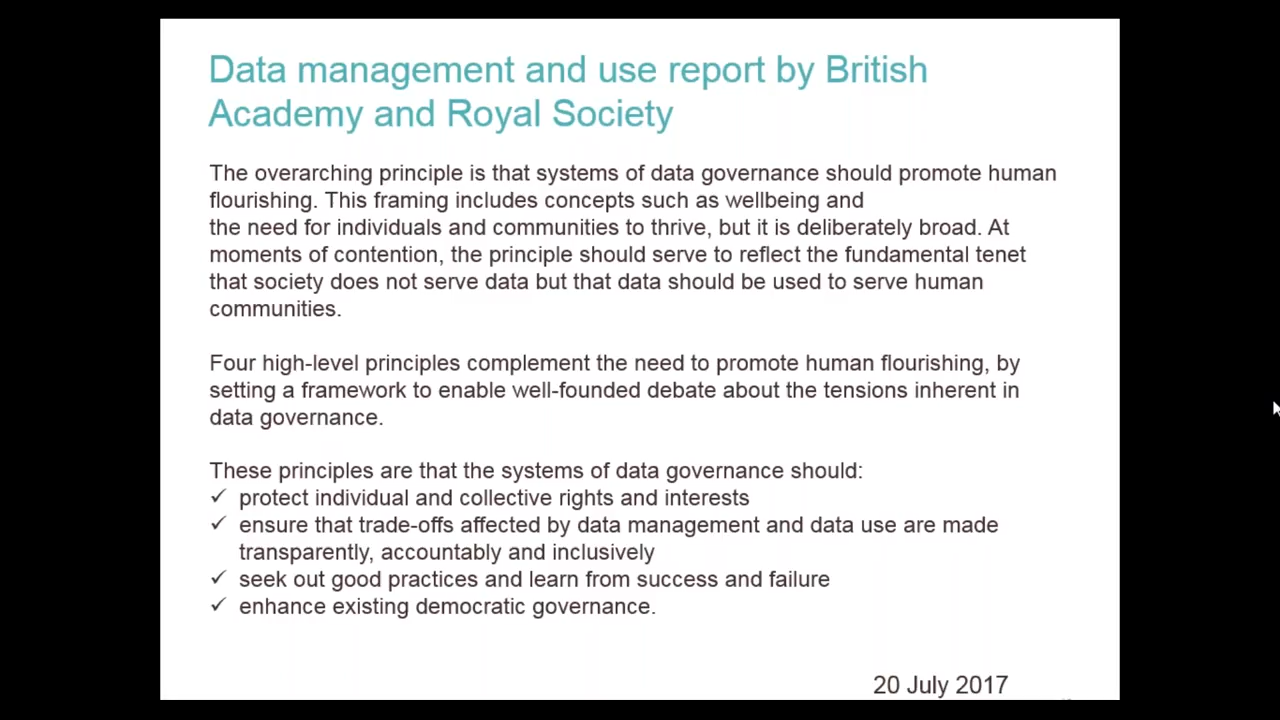 Data management and use report by British
Academy and Royal Society
The overarching principle is that systems of data governance should promote human
flourishing. This framing includes concepts such as wellbeing and
the need for individuals and communities to thrive, but it is deliberately broad. At
moments of contention, the principle should serve to reflect the fundamental tenet
that society does not serve data but that data should be used to serve human
communities.
Four high-level principles complement the need to promote human flourishing, by
setting a framework to enable well-founded debate about the tensions inherent in
data governance.
These principles are that the systems of data governance should:
✓ protect individual and collective rights and interests
✓ ensure that trade-offs affected by data management and data use are made
transparently, accountably and inclusively
✓ seek out good practices and learn from success and failure
✓ enhance existing democratic governance.
20 July 2017